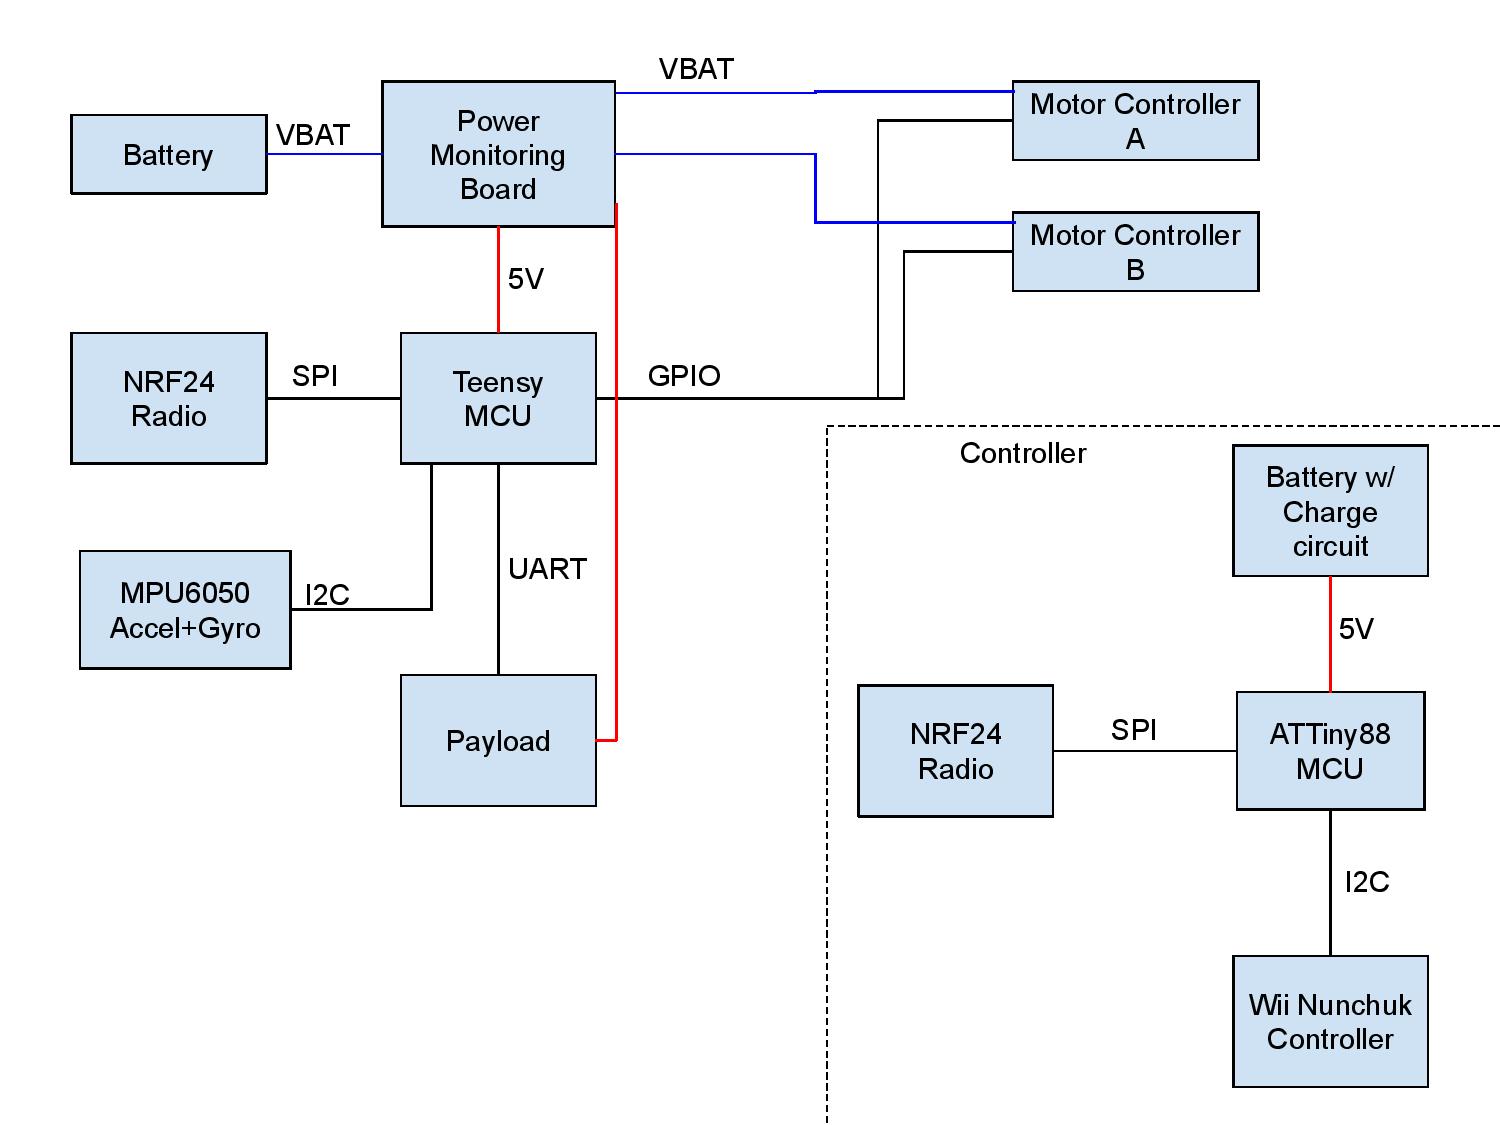 VBAT
Battery
VBAT
Power
Monitoring
Board
Motor Controller
A
Motor Controller
B
5V
NRF24
Radio
SPI
Teensy
MCU
GPIO
MPU6050
Accel+Gyro
I2C
UART
Payload
Controller
Battery w/
Charge
circuit
5V
NRF24
Radio
SPI
ATTiny88
MCU
I2C
Wii Nunchuk
Controller